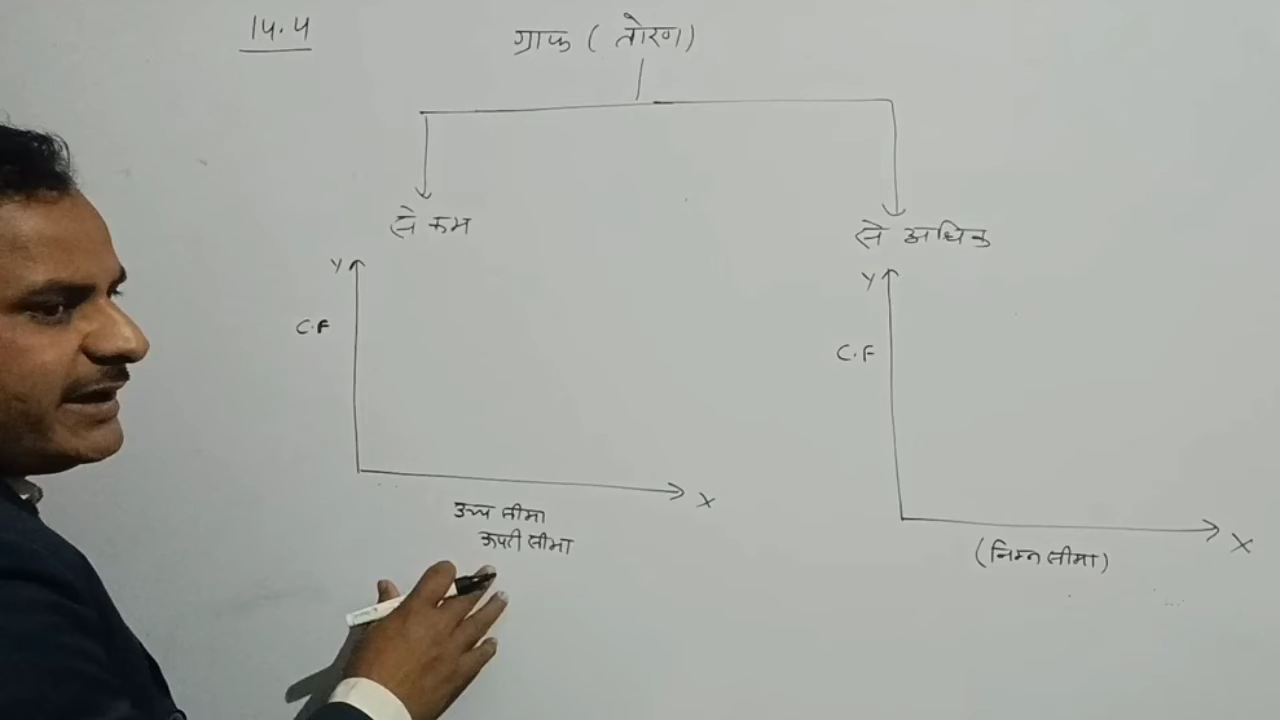 14.4
ग्राफ ( तोरण)
से कम
से अधिक
Y
C.F
X
उच्च सीमा
ऊपरी सीमा
Y
C.F
X
(निम्न सीमा)